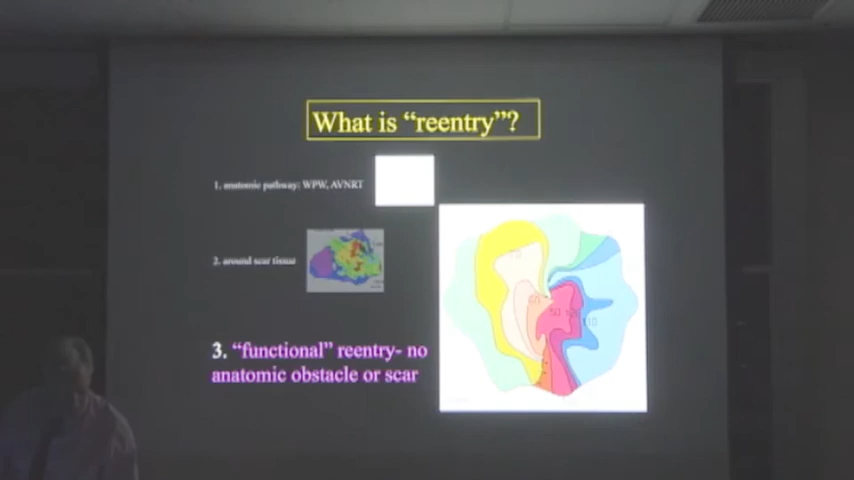 What is “reentry”?
1. anatomic pathway: WPW, AVNRT
2. around scar tissue
3. “functional” reentry- no
anatomic obstacle or scar